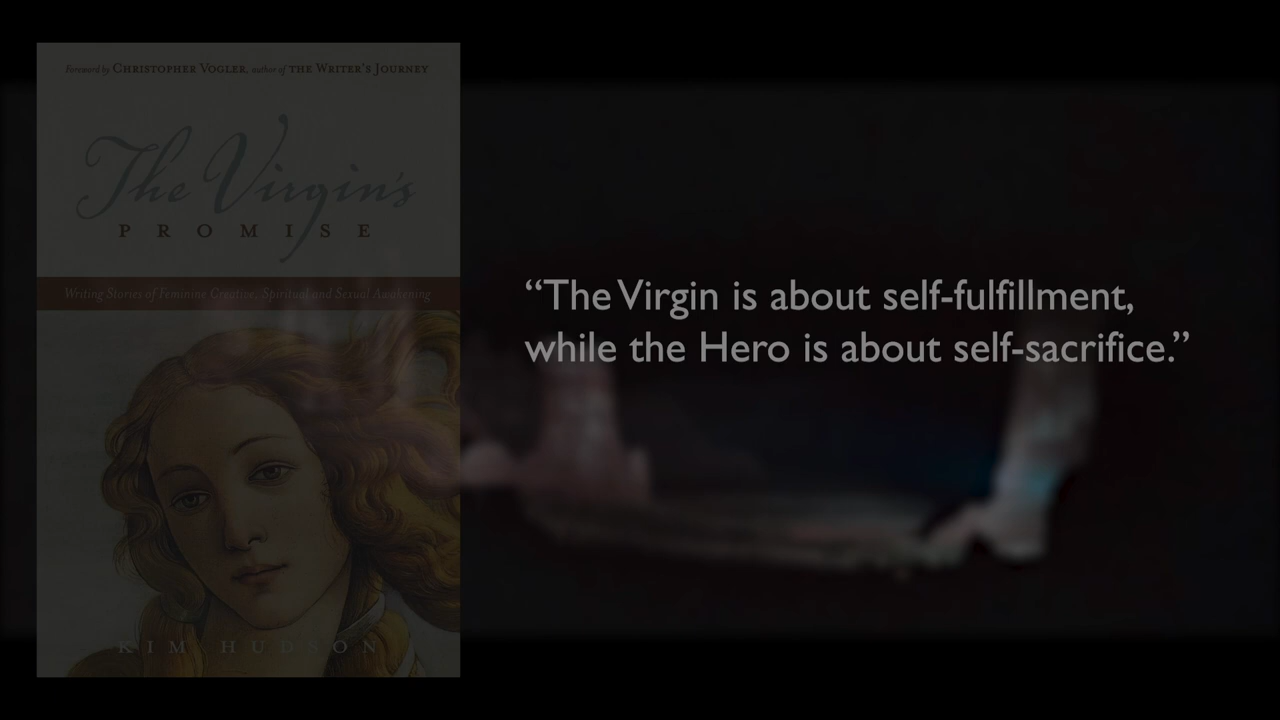 Foreword by CHRISTOPHER VOGLER, author of THE WRITER'S JOURNEY
The Virgin's
PROMISE
Writing Stories of Feminine Creative, Spiritual and Sexual Awakening
KIM HUDSON
“The Virgin is about self-fulfillment,
while the Hero is about self-sacrifice.”